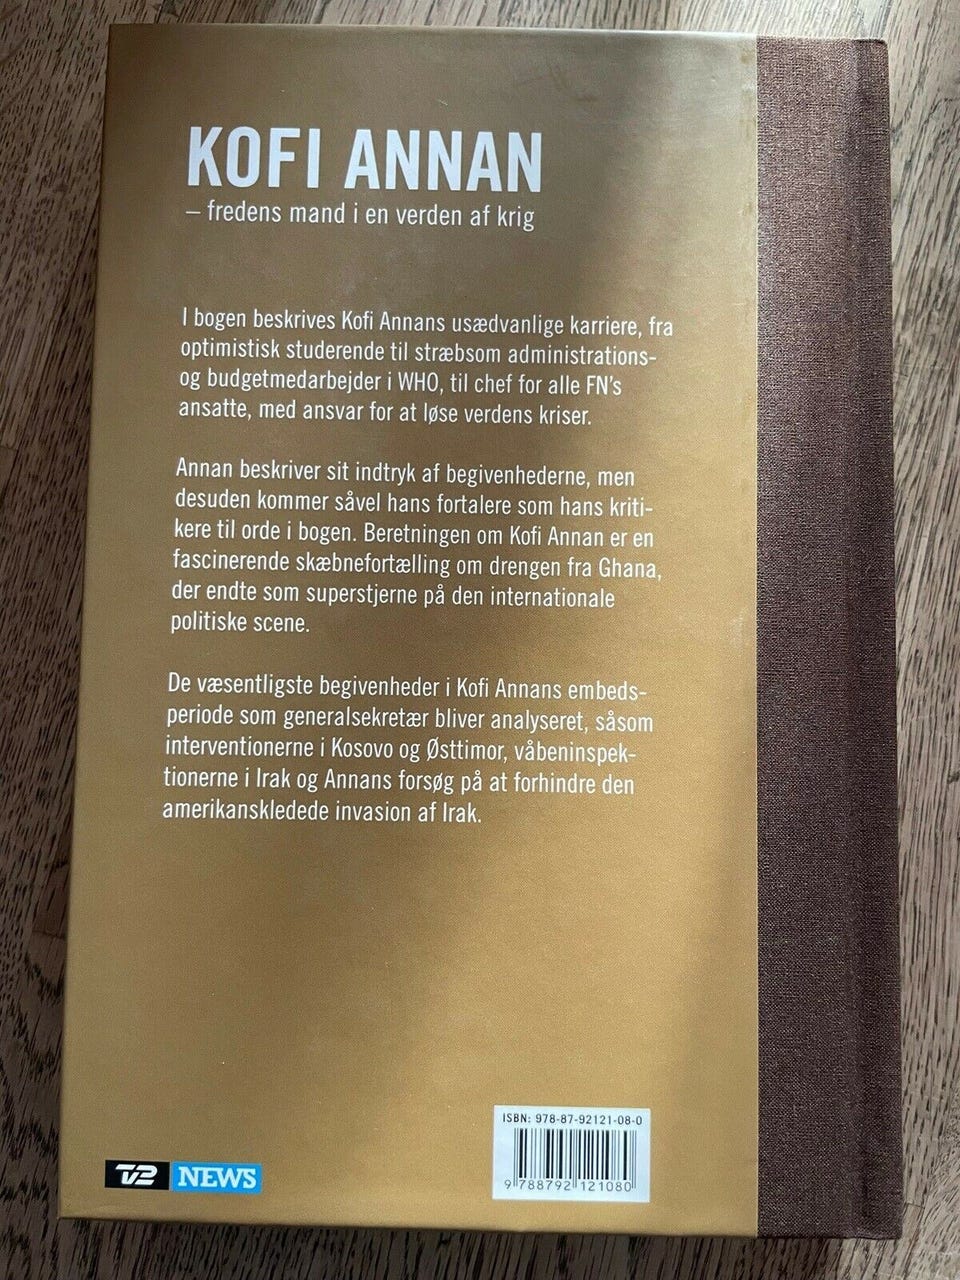 KOFI ANNAN
– fredens mand i en verden af krig
I bogen beskrives Kofi Annans usædvanlige karriere, fra
optimistisk studerende til stræbsom administrations-
og budgetmedarbejder i WHO, til chef for alle FN's
ansatte, med ansvar for at løse verdens kriser.
Annan beskriver sit indtryk af begivenhederne, men
desuden kommer såvel hans fortalere som hans kriti-
kere til orde i bogen. Beretningen om Kofi Annan er en
fascinerende skæbnefortælling om drengen fra Ghana,
der endte som superstjerne på den internationale
politiske scene.
De væsentligste begivenheder i Kofi Annans embeds-
periode som generalsekretær bliver analyseret, såsom
interventionerne i Kosovo og Østtimor, våbeninspek-
tionerne i Irak og Annans forsøg på at forhindre den
amerikanskledede invasion af Irak.
ISBN: 978-87-92121-08-0
9 788792 121080
TV2 NEWS